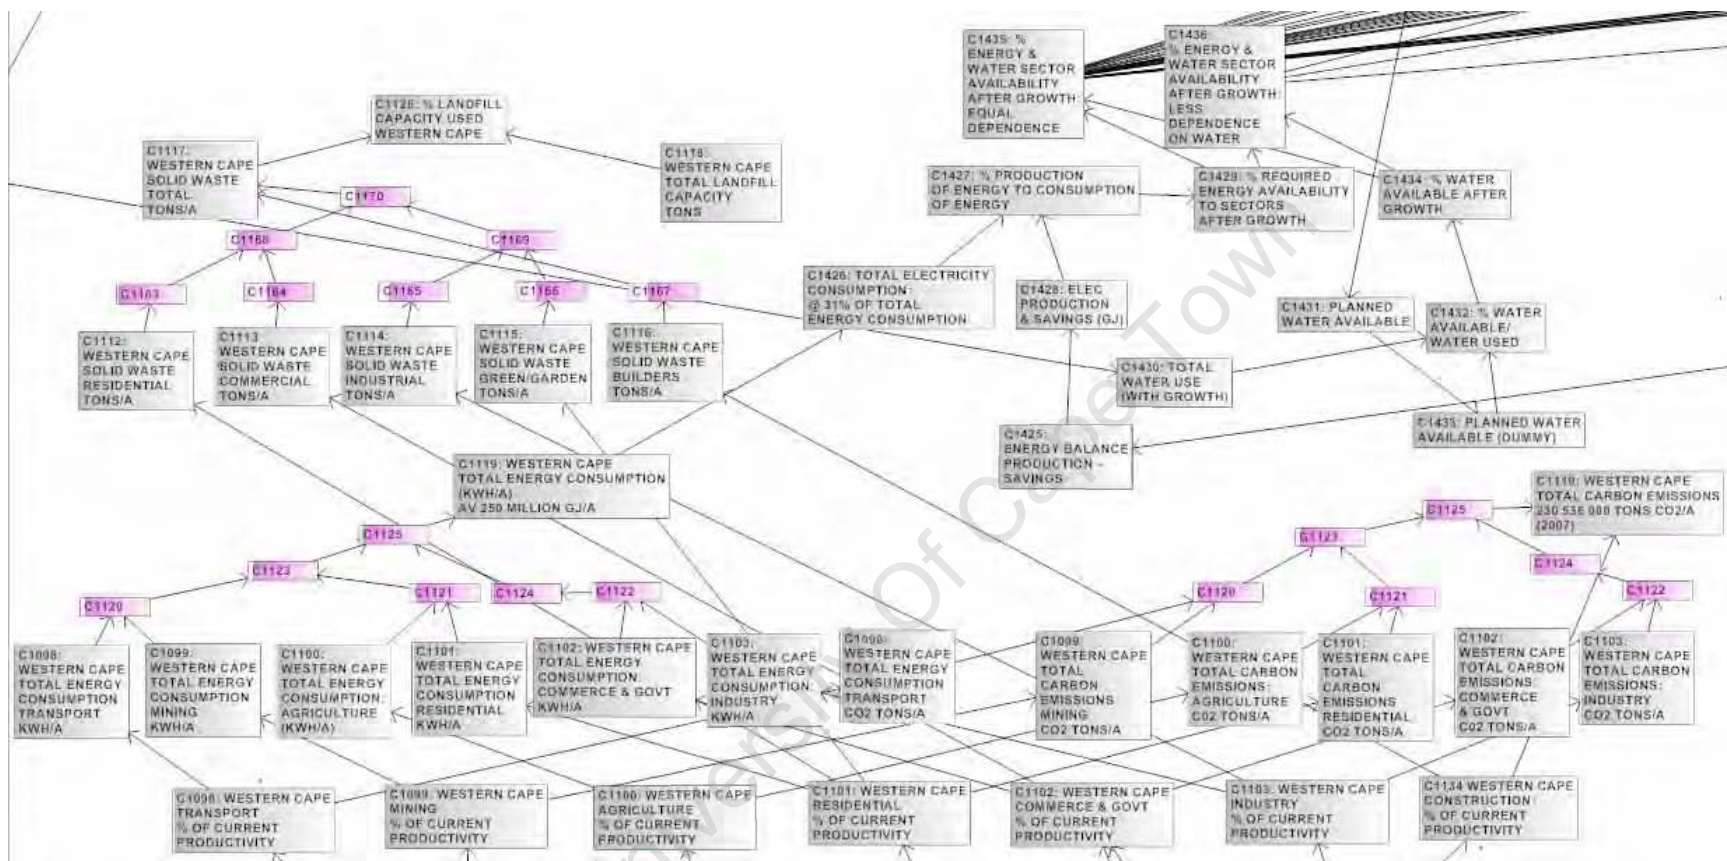 C1435: %
ENERGY &
WATER SECTOR
AVAILABILITY
AFTER GROWTH:
EQUAL
DEPENDENCE
C1436:
% ENERGY &
WATER SECTOR
AVAILABILITY
AFTER GROWTH:
LESS
DEPENDENCE
ON WATER
% LANDFILL
CAPACITY USED
WESTERN CAPE
C1117:
WESTERN CAPE
SOLID WASTE
TOTAL
TONS/A
C1118:
WESTERN CAPE
TOTAL LANDFILL
CAPACITY
TONS
C1170
C1427: % PRODUCTION
OF ENERGY TO CONSUMPTION
OF ENERGY
C1429: % REQUIRED
ENERGY AVAILABILITY
TO SECTORS
AFTER GROWTH
C1434: % WATER
AVAILABLE AFTER
GROWTH
C1168
C1169
C1163
C1164
C1165
C1166
C1167
C1426: TOTAL ELECTRICITY
CONSUMPTION:
@ 31% OF TOTAL
ENERGY CONSUMPTION
C1428: ELEC
PRODUCTION
& SAVINGS (GJ)
C1431: PLANNED
WATER AVAILABLE
C1432: % WATER
AVAILABLE/
WATER USED
C1112:
WESTERN CAPE
SOLID WASTE
RESIDENTIAL
TONS/A
C1113
WESTERN CAPE
SOLID WASTE
COMMERCIAL
TONS/A
C1114:
WESTERN CAPE
SOLID WASTE
INDUSTRIAL
TONS/A
C1115:
WESTERN CAPE
SOLID WASTE
GREEN/GARDEN
TONS/A
C1116:
WESTERN CAPE
SOLID WASTE
BUILDERS
TONS/A
C1430: TOTAL
WATER USE
(WITH GROWTH)
C1425:
ENERGY BALANCE
PRODUCTION –
SAVINGS
C1433: PLANNED WATER
AVAILABLE (DUMMY)
C1119: WESTERN CAPE
TOTAL ENERGY CONSUMPTION
(KWH/A)
AV 250 MILLION GJ/A
C1110: WESTERN CAPE
TOTAL CARBON EMISSIONS
230 536 000 TONS CO2/A
(2007)
C1125
C1125
C1123
C1123
C1124
C1120
C1121
C1124
C1122
C1120
C1121
C1122
C1098:
WESTERN CAPE
TOTAL ENERGY
CONSUMPTION
TRANSPORT
KWH/A
C1099:
WESTERN CAPE
TOTAL ENERGY
CONSUMPTION
MINING
KWH/A
C1100:
WESTERN CAPE
TOTAL ENERGY
CONSUMPTION:
AGRICULTURE
(KWH/A)
C1101:
WESTERN CAPE
TOTAL ENERGY
CONSUMPTION
RESIDENTIAL
KWH/A
C1102: WESTERN CAPE
TOTAL ENERGY
CONSUMPTION:
COMMERCE & GOVT
KWH/A
C1103:
WESTERN CAPE
TOTAL ENERGY
CONSUMPTION:
INDUSTRY
KWH/A
C1098:
WESTERN CAPE
TOTAL ENERGY
CONSUMPTION
TRANSPORT
CO2 TONS/A
C1099:
WESTERN CAPE
TOTAL
CARBON
EMISSIONS
MINING
CO2 TONS/A
C1100:
WESTERN CAPE
TOTAL CARBON
EMISSIONS:
AGRICULTURE
CO2 TONS/A
C1101:
WESTERN CAPE
TOTAL
CARBON
EMISSIONS
RESIDENTIAL
CO2 TONS/A
C1102:
WESTERN CAPE
TOTAL CARBON
EMISSIONS:
COMMERCE
& GOVT
CO2 TONS/A
C1103:
WESTERN CAPE
TOTAL CARBON
EMISSIONS:
INDUSTRY
CO2 TONS/A
C1098: WESTERN CAPE
TRANSPORT
% OF CURRENT
PRODUCTIVITY
C1099: WESTERN CAPE
MINING
% OF CURRENT
PRODUCTIVITY
C1100: WESTERN CAPE
AGRICULTURE
% OF CURRENT
PRODUCTIVITY
C1101: WESTERN CAPE
RESIDENTIAL
% OF CURRENT
PRODUCTIVITY
C1102: WESTERN CAPE
COMMERCE & GOVT
% OF CURRENT
PRODUCTIVITY
C1103: WESTERN CAPE
INDUSTRY
% OF CURRENT
PRODUCTIVITY
C1134 WESTERN CAPE
CONSTRUCTION
% OF CURRENT
PRODUCTIVITY
University Of Cape Town